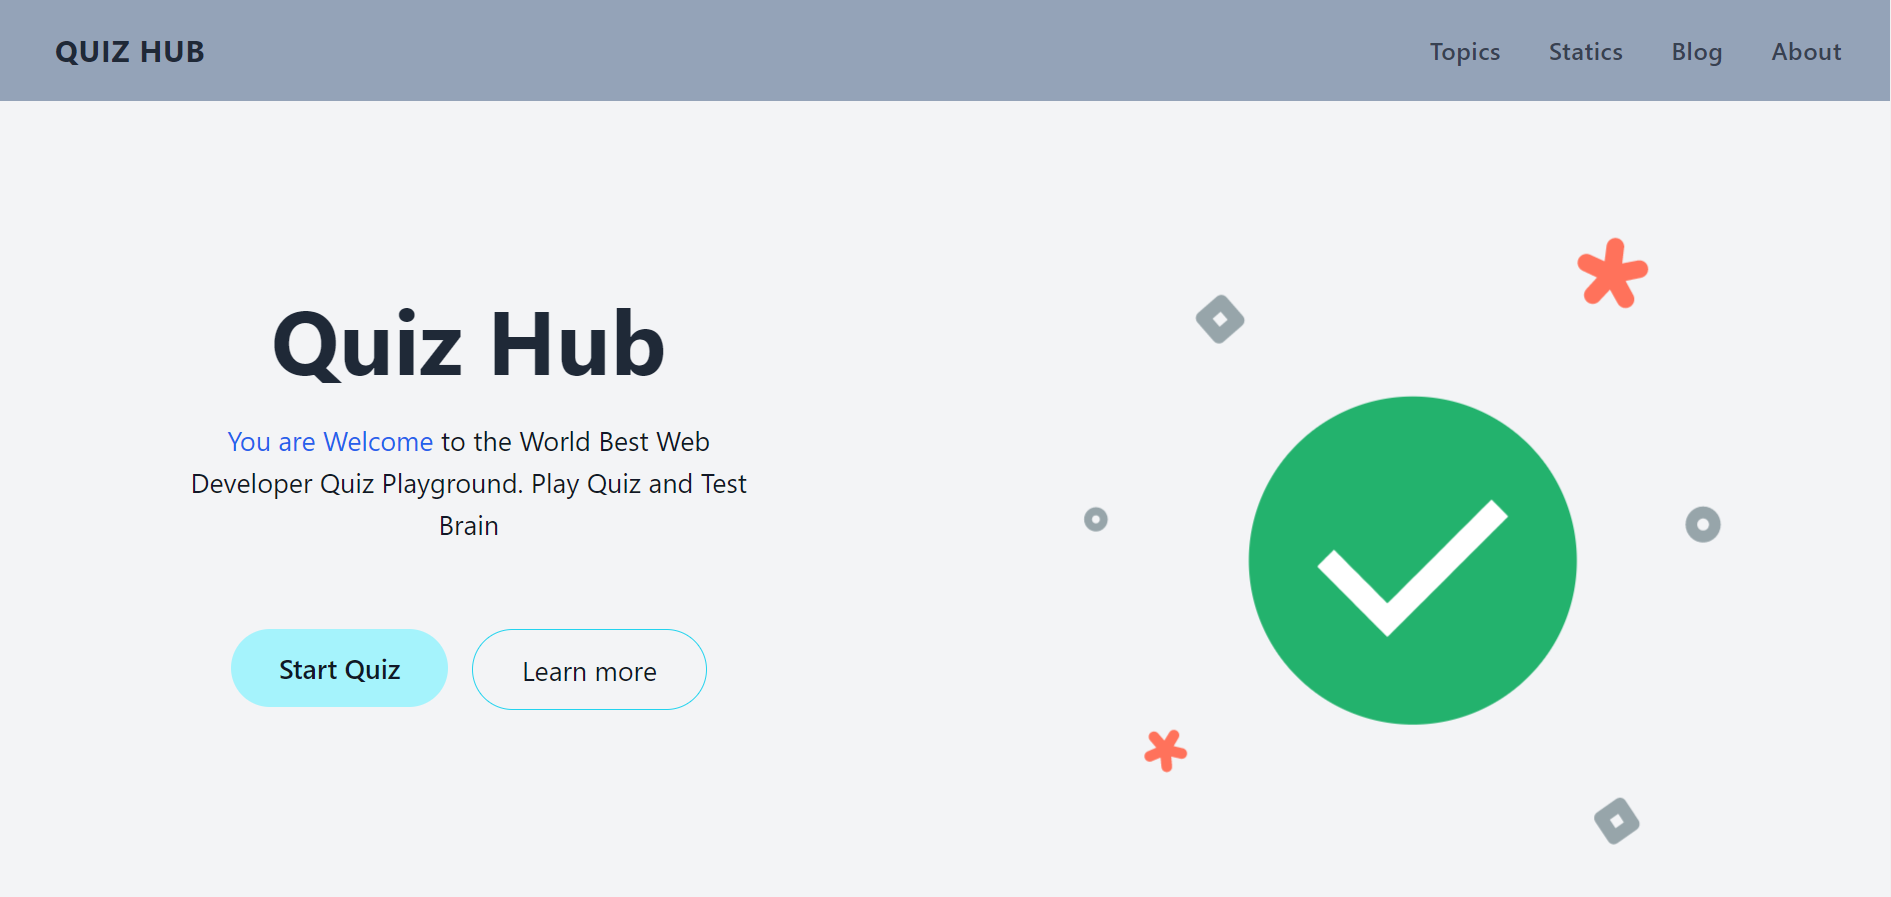 QUIZ HUB
Topics Statics Blog About
Quiz Hub
You are Welcome to the World Best Web
Developer Quiz Playground. Play Quiz and Test
Brain
Start Quiz Learn more